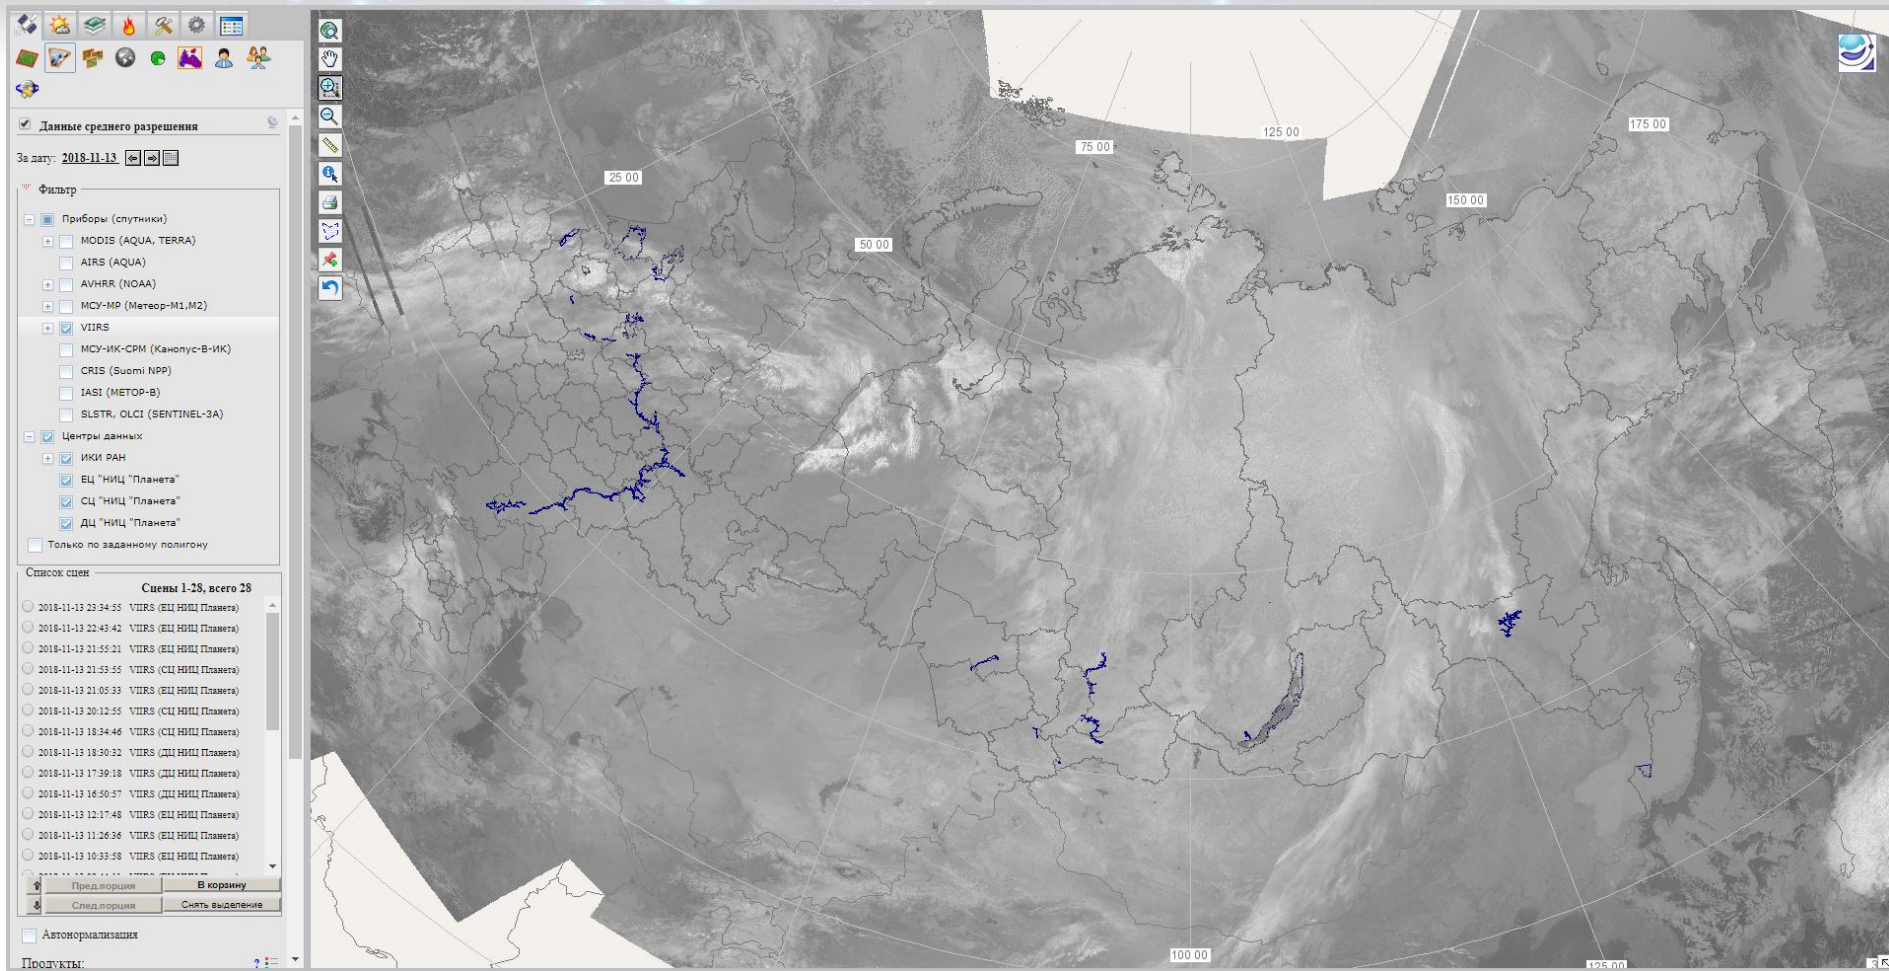 Данные среднего разрешения
За дату: 2018-11-13
Фильтр
Приборы (спутники)
MODIS (AQUA, TERRA)
AIRS (AQUA)
AVHRR (NOAA)
МСУ-МР (Метеор-М1,М2)
VIIRS
МСУ-ИК-СРМ (Канопус-В-ИК)
CRIS (Suomi NPP)
IASI (МЕТОР-В)
SLSTR, OLCI (SENTINEL-3A)
Центры данных
ИКИ РАН
ЕЦ "НИЦ "Планета"
СЦ "НИЦ "Планета"
ДЦ "НИЦ "Планета"
Только по заданному полигону
Список сцен
Сцены 1-28, всего 28
2018-11-13 23:34:55 VIIRS (ЕЦ НИЦ Планета)
2018-11-13 22:43:42 VIIRS (ЕЦ НИЦ Планета)
2018-11-13 21:55:21 VIIRS (ЕЦ НИЦ Планета)
2018-11-13 21:53:55 VIIRS (СЦ НИЦ Планета)
2018-11-13 21:05:33 VIIRS (ЕЦ НИЦ Планета)
2018-11-13 20:12:55 VIIRS (СЦ НИЦ Планета)
2018-11-13 18:34:46 VIIRS (СЦ НИЦ Планета)
2018-11-13 18:30:32 VIIRS (ДЦ НИЦ Планета)
2018-11-13 17:39:18 VIIRS (ДЦ НИЦ Планета)
2018-11-13 16:50:57 VIIRS (ДЦ НИЦ Планета)
2018-11-13 12:17:48 VIIRS (ЕЦ НИЦ Планета)
2018-11-13 11:26:36 VIIRS (ЕЦ НИЦ Планета)
2018-11-13 10:33:58 VIIRS (ЕЦ НИЦ Планета)
Пред.порция В корзину
След.порция Снять выделение
Автонормализация
Продукты: ?
125 00
175 00
75 00
25 00
150 00
50 00
100 00
125 00